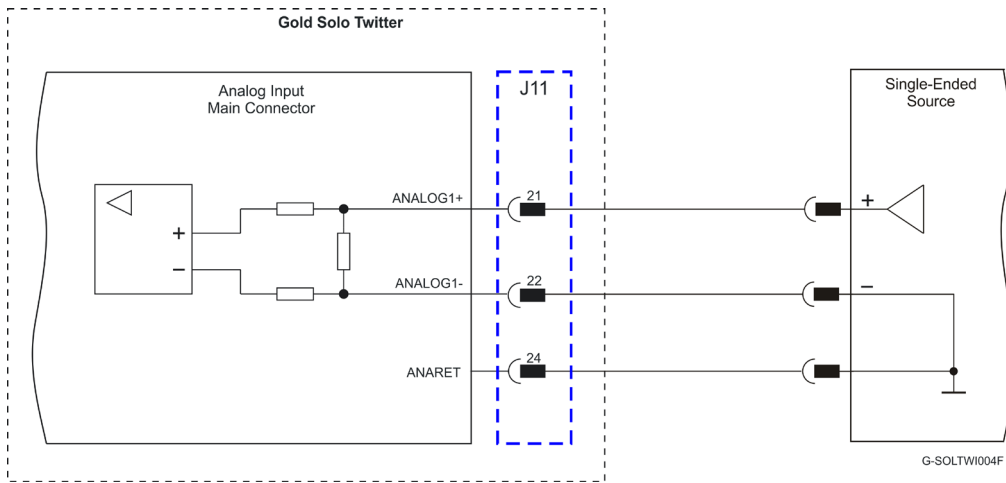 Gold Solo Twitter
Analog Input
Main Connector
J11
Single-Ended
Source
ANALOG1+
21
+
+
ANALOG1-
22
−
−
ANARET
24
G-SOLTWI004F